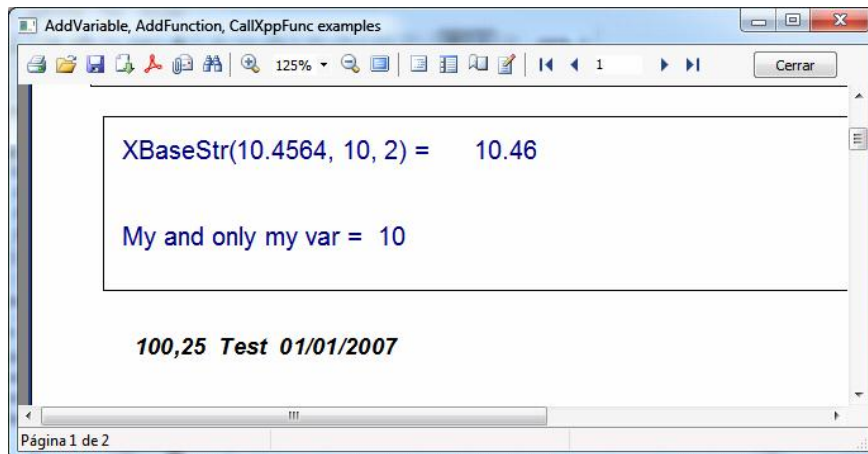 AddVariable, AddFunction, CallXppFunc examples
125% 1 Cerrar
XBaseStr(10.4564, 10, 2) = 10.46
My and only my var = 10
100,25 Test 01/01/2007
Página 1 de 2